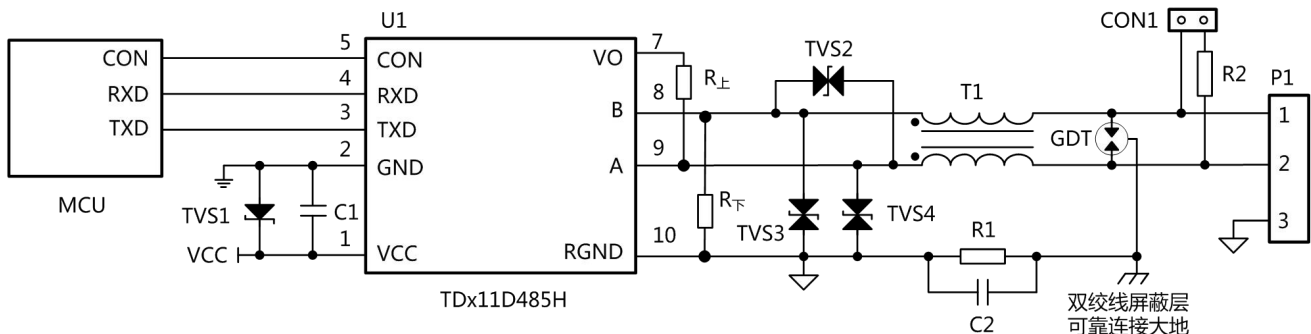 U1
CON1
CON
5
CON
VO
7
TVS2
R上
RXD
4
RXD
B
8
T1
R2
P1
TXD
3
TXD
1
GDT
2
GND
A
9
2
MCU
TVS1
C1
R下
TVS3
TVS4
3
VCC
1
VCC
RGND
10
R1
TDx11D485H
C2
双绞线屏蔽层
可靠连接大地